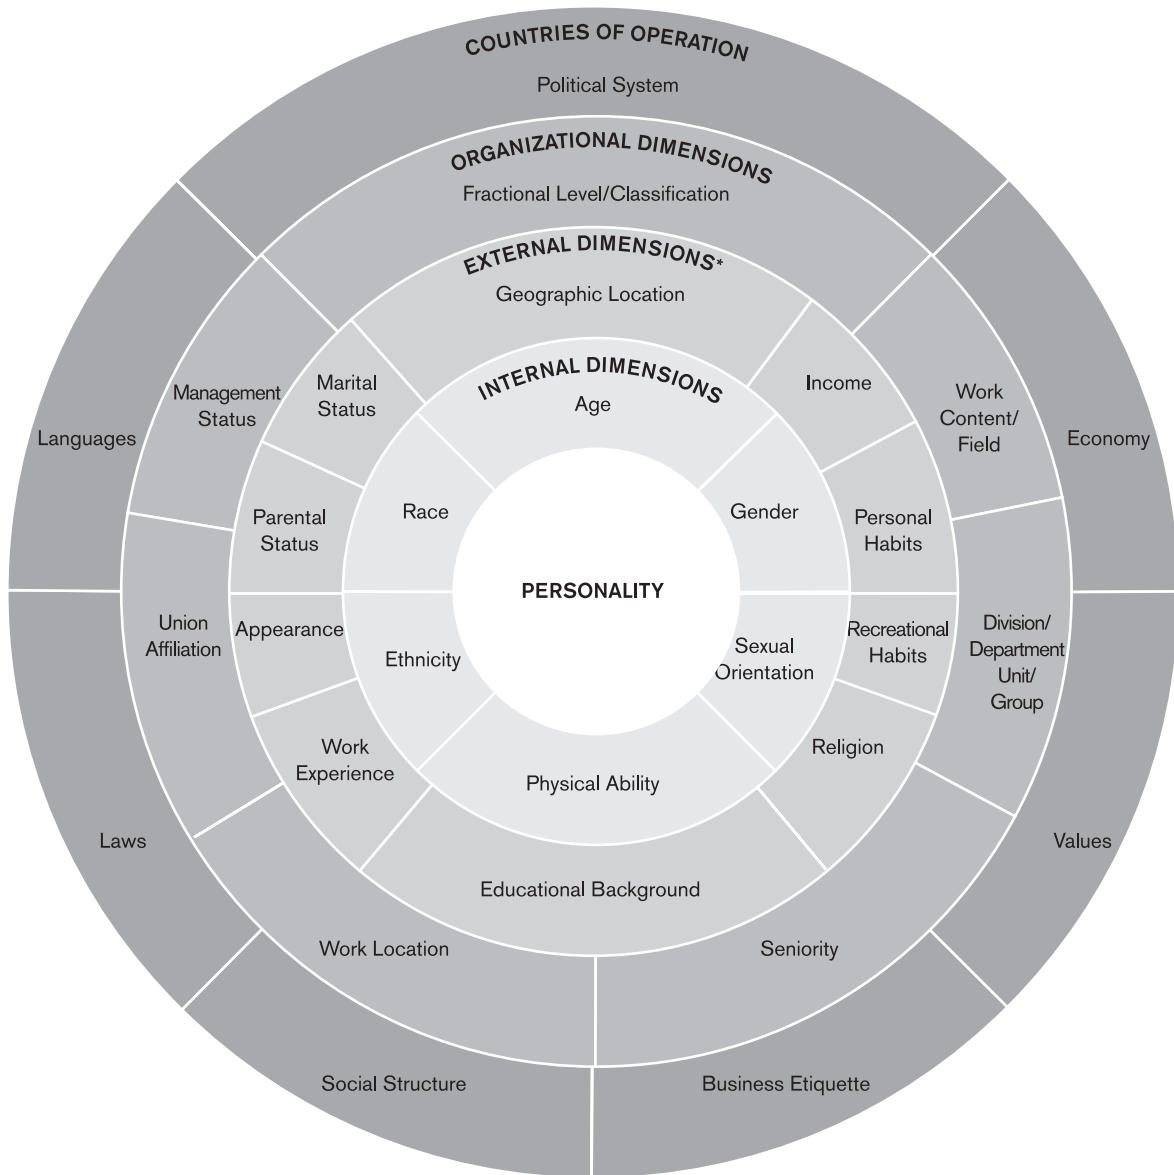 COUNTRIES OF OPERATION
Political System
ORGANIZATIONAL DIMENSIONS
Fractional Level/Classification
EXTERNAL DIMENSIONS*
Geographic Location
INTERNAL DIMENSIONS
Age
Marital
Status
Income
Management
Status
Work
Content/
Field
Languages
Economy
Race
Gender
Parental
Status
Personal
Habits
PERSONALITY
Union
Affiliation
Appearance
Ethnicity
Sexual
Orientation
Recreational
Habits
Division/
Department
Unit/
Group
Work
Experience
Religion
Physical Ability
Laws
Values
Educational Background
Work Location
Seniority
Social Structure
Business Etiquette